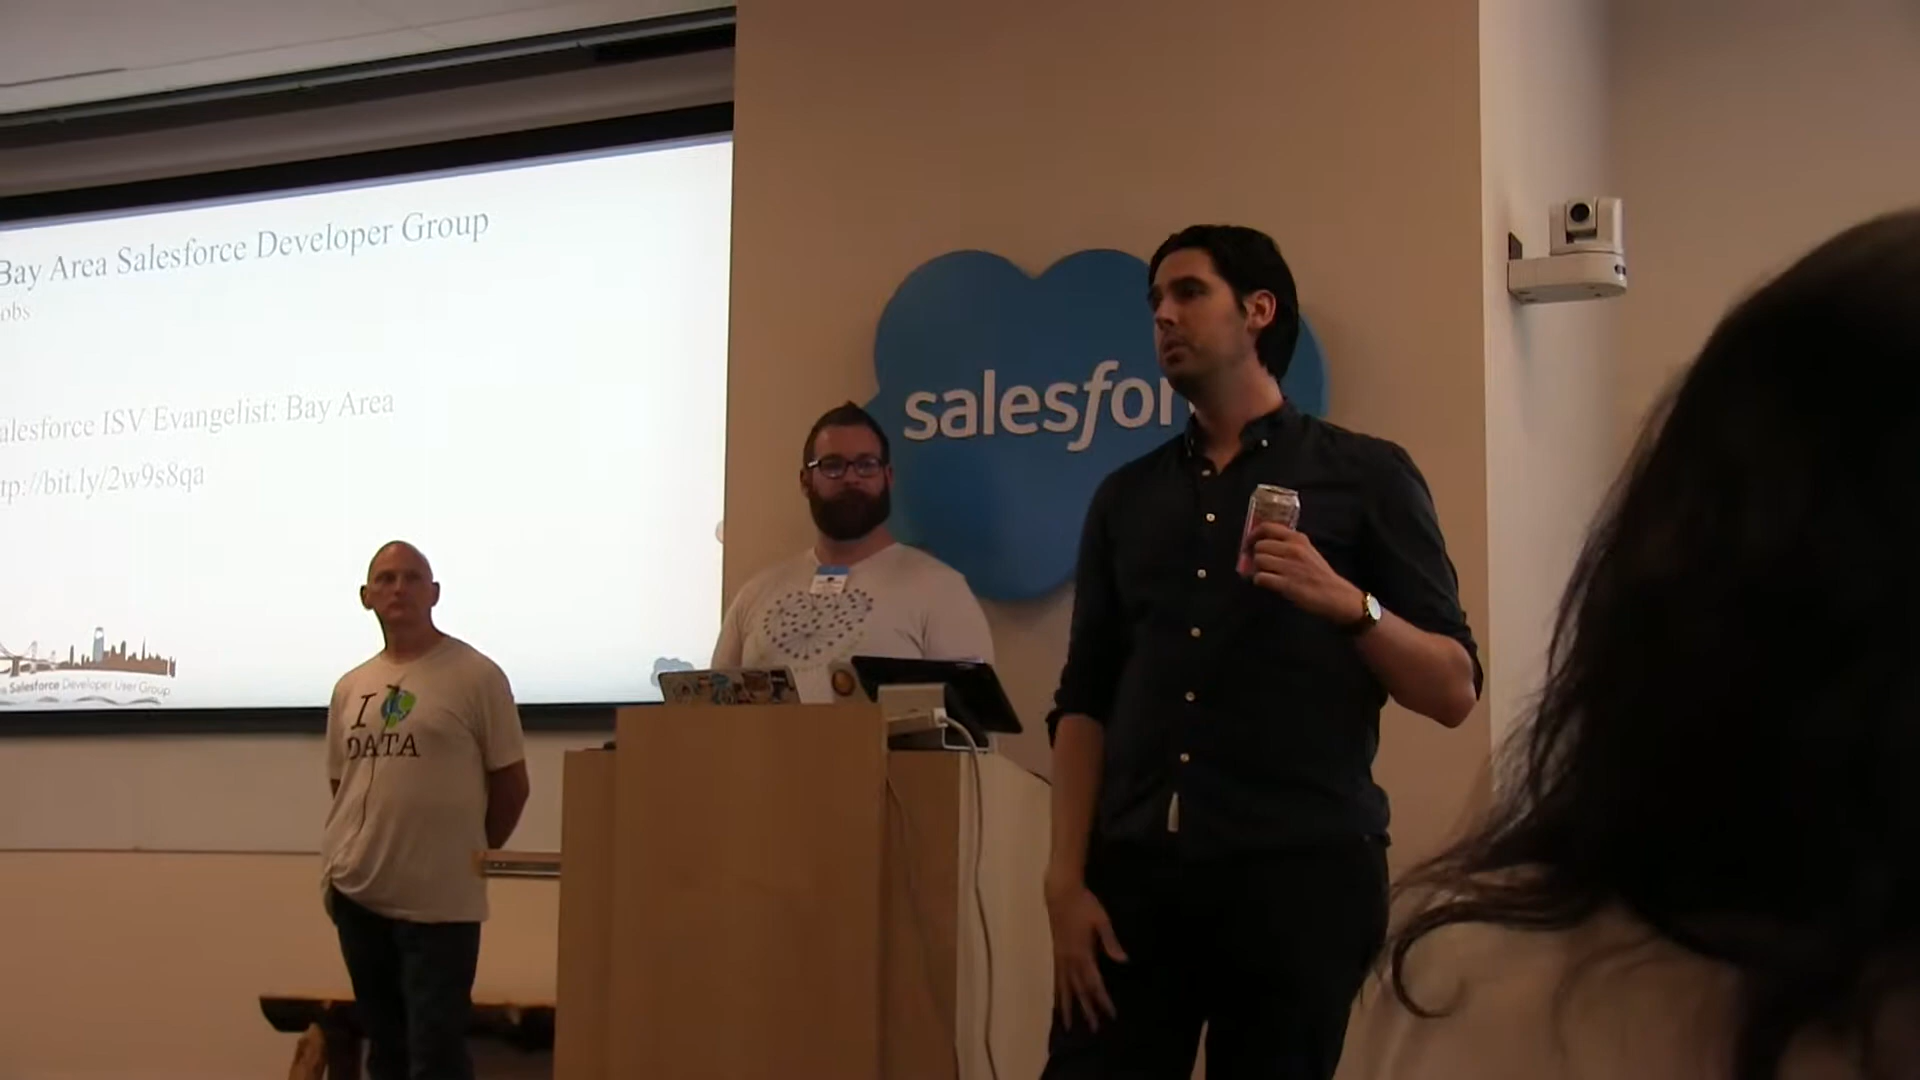 Bay Area Salesforce Developer Group
obs
alesforce ISV Evangelist: Bay Area
tp://bit.ly/2w9s8qa
Salesforce Developer User Group
I
DATA
salesfor